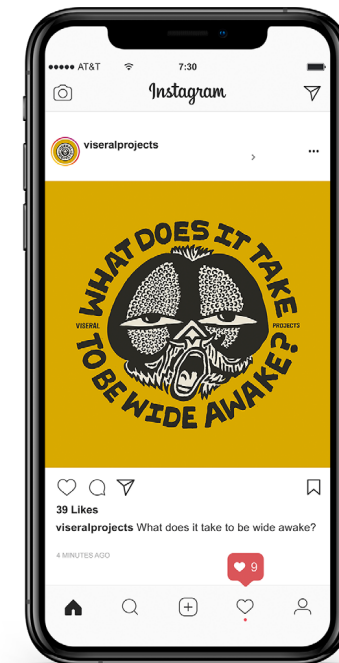 AT&T
7:30
Instagram
viseralprojects
WHAT DOES IT TAKE
VISERAL
PROJECTS
TO BE WIDE AWAKE?
39 Likes
viseralprojects What does it take to be wide awake?
4 MINUTES AGO
9